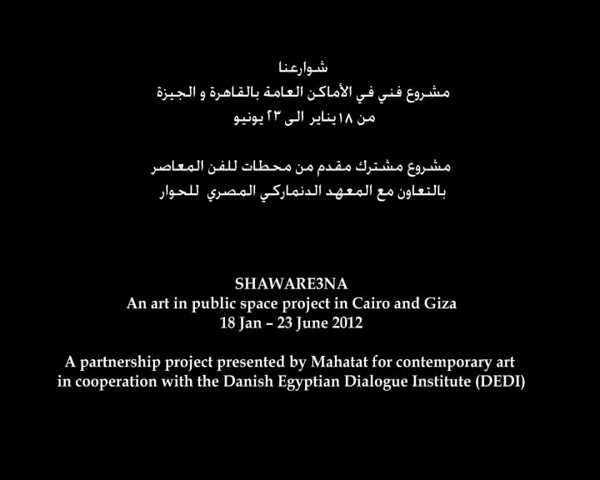 شوارعنا
مشروع فني في الأماكن العامة بالقاهرة و الجيزة
من ١٨ يناير الى ٢٣ يونيو
مشروع مشترك مقدم من محطات للفن المعاصر
بالتعاون مع المعهد الدنماركي المصري للحوار
SHAWARE3NA
An art in public space project in Cairo and Giza
18 Jan – 23 June 2012
A partnership project presented by Mahatat for contemporary art
in cooperation with the Danish Egyptian Dialogue Institute (DEDI)